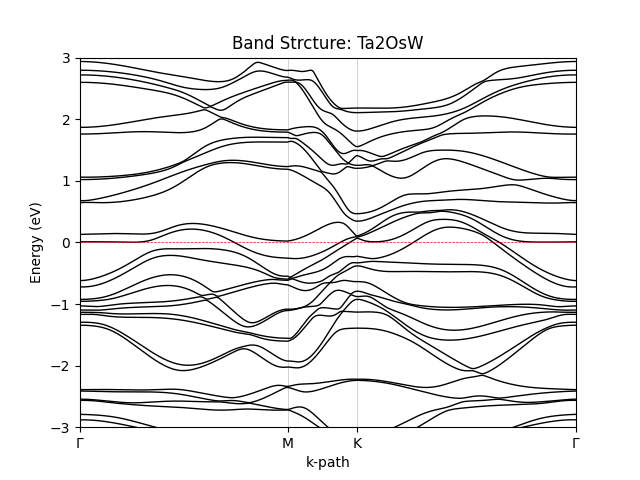 Band Strcture: Ta2OsW
Energy (eV)
3
2
1
0
−1
−2
−3
Γ
M
K
Γ
k-path